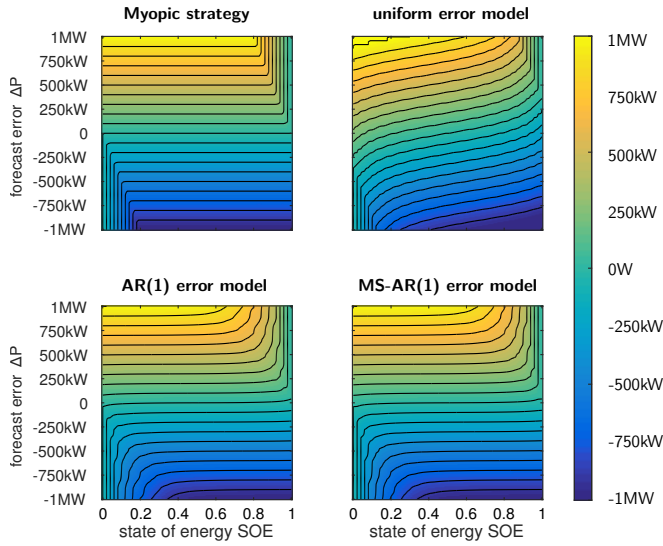 Myopic strategy
uniform error model
1MW
750kW
500kW
250kW
0
-250kW
-500kW
-750kW
-1MW
forecast error ΔP
AR(1) error model
MS-AR(1) error model
1MW
750kW
500kW
250kW
0
-250kW
-500kW
-750kW
-1MW
forecast error ΔP
0 0.2 0.4 0.6 0.8 1
0 0.2 0.4 0.6 0.8 1
state of energy SOE
state of energy SOE
1MW
750kW
500kW
250kW
0W
-250kW
-500kW
-750kW
-1MW